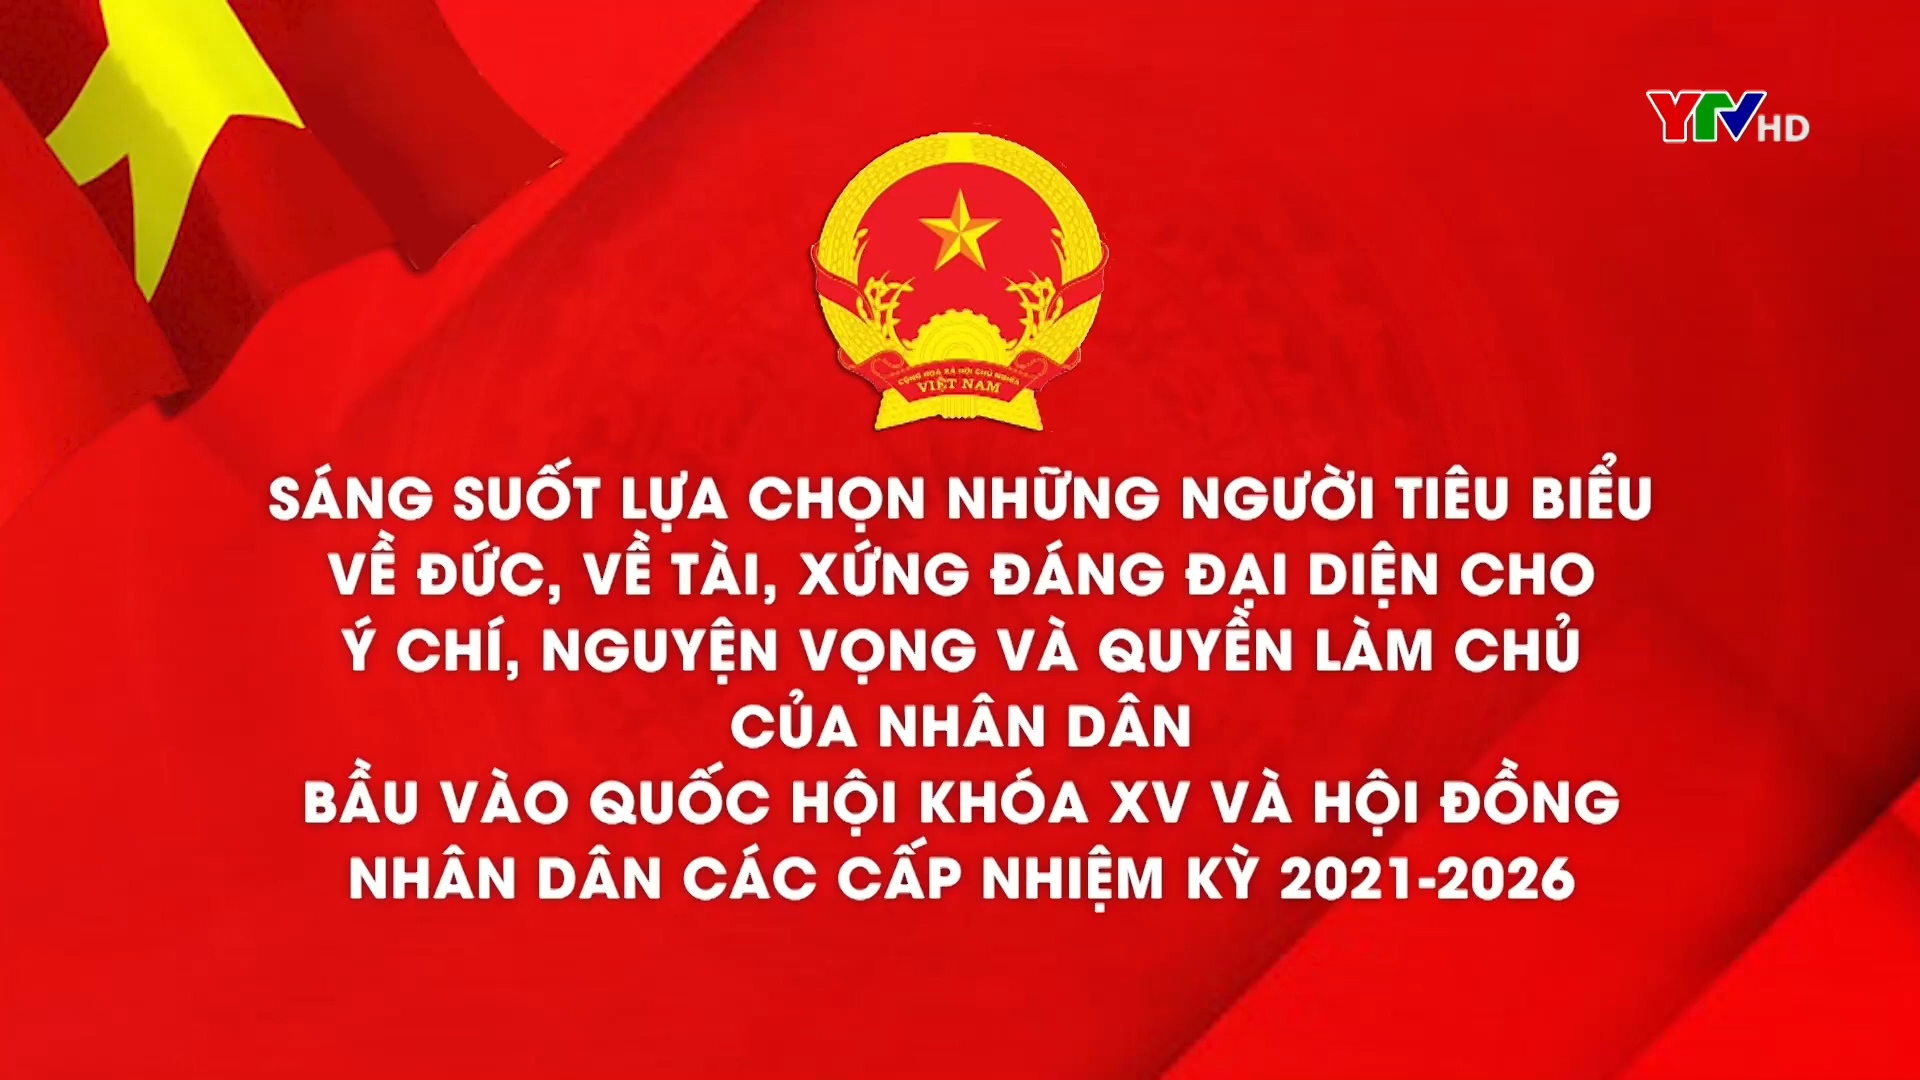 YTV HD
CỘNG HOÀ XÃ HỘI CHỦ NGHĨA
VIỆT NAM
SÁNG SUỐT LỰA CHỌN NHỮNG NGƯỜI TIÊU BIỂU
VỀ ĐỨC, VỀ TÀI, XỨNG ĐÁNG ĐẠI DIỆN CHO
Ý CHÍ, NGUYỆN VỌNG VÀ QUYỀN LÀM CHỦ
CỦA NHÂN DÂN
BẦU VÀO QUỐC HỘI KHÓA XV VÀ HỘI ĐỒNG
NHÂN DÂN CÁC CẤP NHIỆM KỲ 2021-2026